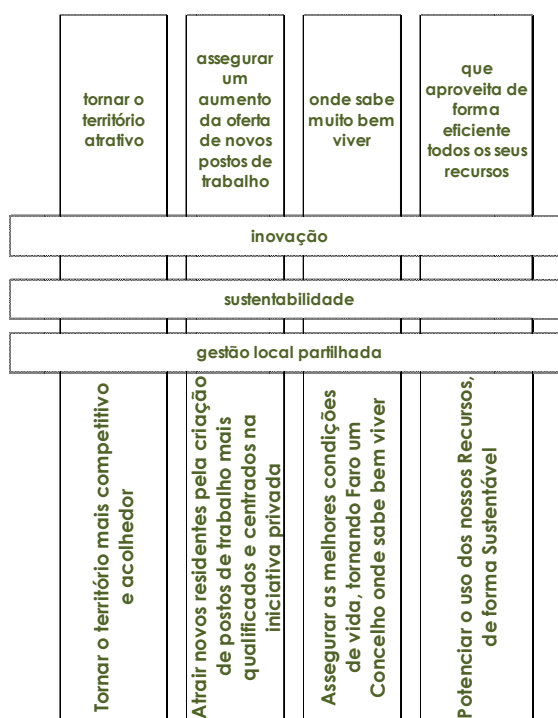 tornar o
território
atrativo
assegurar
um
aumento
da oferta
de novos
postos de
trabalho
onde sabe
muito bem
viver
que
aproveita de
forma
eficiente
todos os seus
recursos
inovação
sustentabilidade
gestão local partilhada
Tornar o território mais competitivo
e acolhedor
Atrair novos residentes pela criação
de postos de trabalho mais
qualificados e centrados na
iniciativa privada
Assegurar as melhores condições
de vida, tornando Faro um
Concelho onde sabe bem viver
Potenciar o uso dos nossos Recursos,
de forma Sustentável